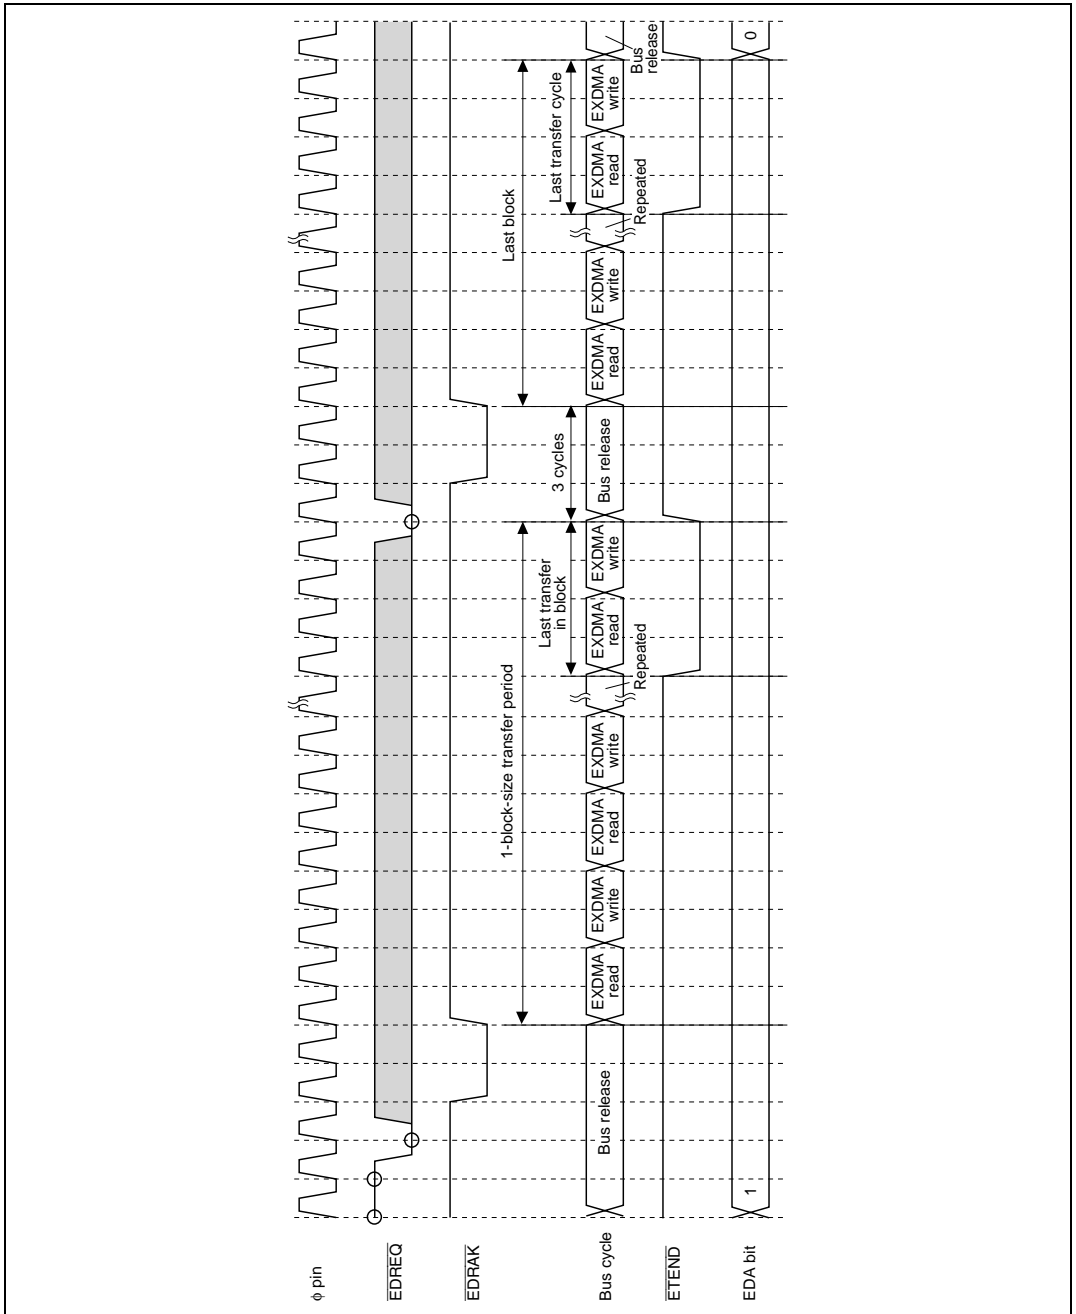 φ pin
EDREQ
EDRAK
1-block-size transfer period
Last block
Last transfer
in block
3 cycles
Last transfer cycle
Bus cycle
Bus release
EXDMA
read
EXDMA
write
EXDMA
read
EXDMA
write
Repeated
EXDMA
read
EXDMA
write
Bus release
EXDMA
read
EXDMA
write
Repeated
EXDMA
read
EXDMA
write
Bus
release
ETEND
EDA bit
1
0